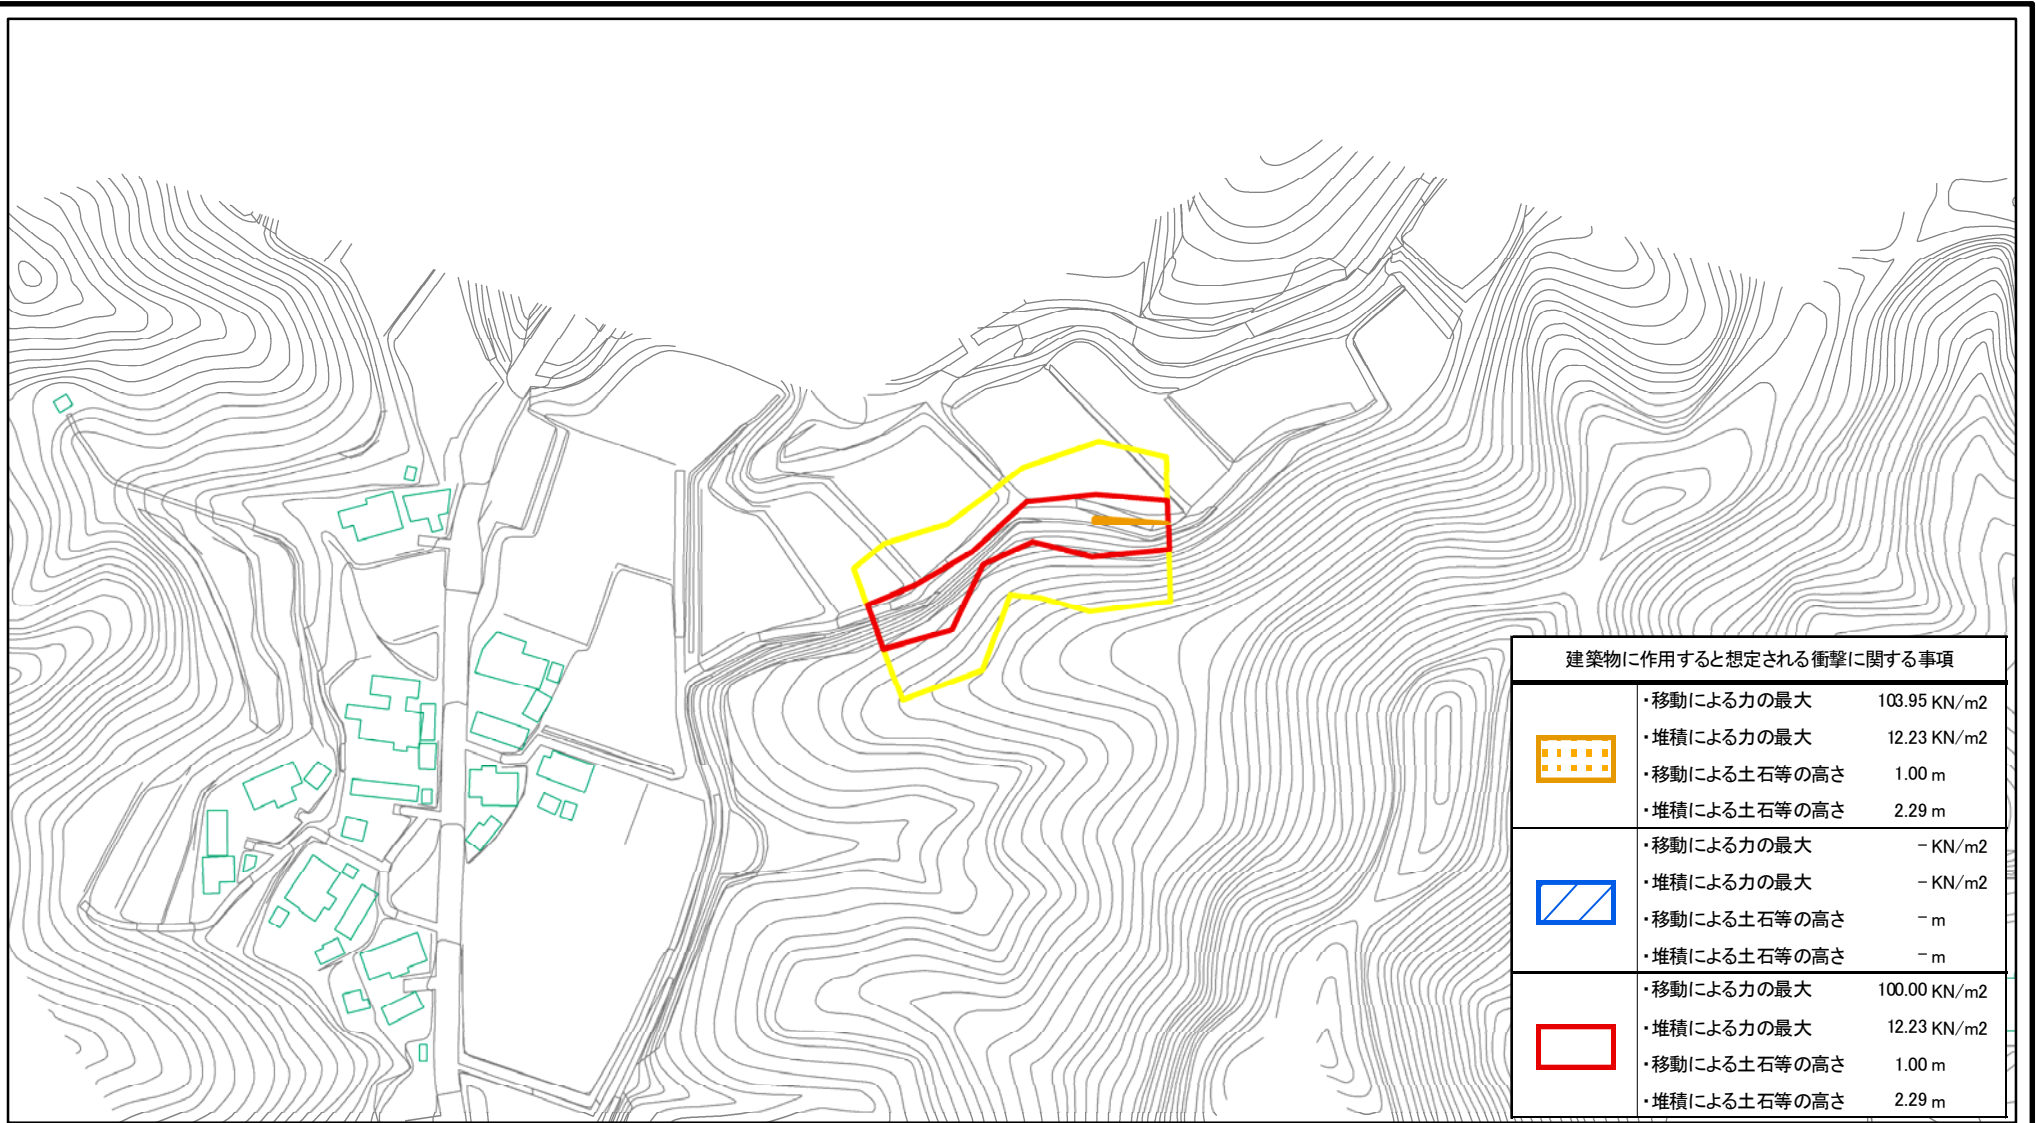 建築物に作用すると想定される衝撃に関する事項
・移動による力の最大 103.95 KN/m2
・堆積による力の最大 12.23 KN/m2
・移動による土石等の高さ 1.00 m
・堆積による土石等の高さ 2.29 m
・移動による力の最大 － KN/m2
・堆積による力の最大 － KN/m2
・移動による土石等の高さ － m
・堆積による土石等の高さ － m
・移動による力の最大 100.00 KN/m2
・堆積による力の最大 12.23 KN/m2
・移動による土石等の高さ 1.00 m
・堆積による土石等の高さ 2.29 m